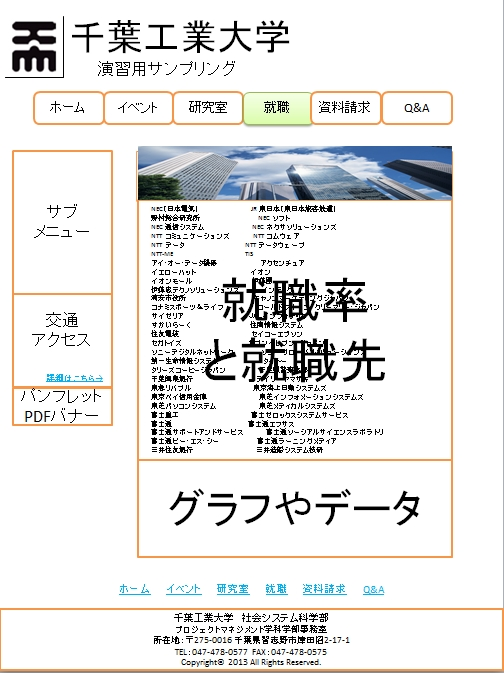 千葉工業大学
演習用サンプリング
ホーム イベント 研究室 就職 資料請求 Q&A
サブ
メニュー
交通
アクセス
詳細はこちら→
パンフレット
PDFバナー
NEC(日本電気) JR 東日本(東日本旅客鉄道)
野村総合研究所 NEC ソフト
NEC 通信システム NEC ネクサソリューションズ
NTT コミュニケーションズ NTT コムウェア
NTT データ NTT データウェーブ
NTT-ME TIS
アイ・オー・データ機器 アクセンチュア
イエローハット イオン
イオンモール
伊藤忠テクノソリューションズ
浦安市役所
コナミスポーツ＆ライフ
サイゼリア
すかいらーく 住商情報システム
住友電装 セイコーエプソン
セガトイズ
ソニーデジタルネットワーク
第一生命情報システム
タリーズコーヒージャパン
千葉興業銀行
東急リバブル 東京海上日動システムズ
東京ベイ信用金庫 東芝インフォメーションシステムズ
東芝パソコンシステム 東芝メディカルシステムズ
富士重工 富士ゼロックスシステムサービス
富士通 富士通エフサス
富士通サポートアンドサービス 富士通ソーシアルサイエンスラボラトリ
富士通ビー・エス・シー 富士通ラーニングメディア
三井住友銀行 三井造船システム技研
就職率
と就職先
グラフやデータ
ホーム イベント 研究室 就職 資料請求 Q&A
千葉工業大学 社会システム科学部
プロジェクトマネジメント学科学部事務室
所在地：〒275-0016 千葉県習志野市津田沼2-17-1
TEL：047-478-0577 FAX：047-478-0575
Copyright© 2013 All Rights Reserved.